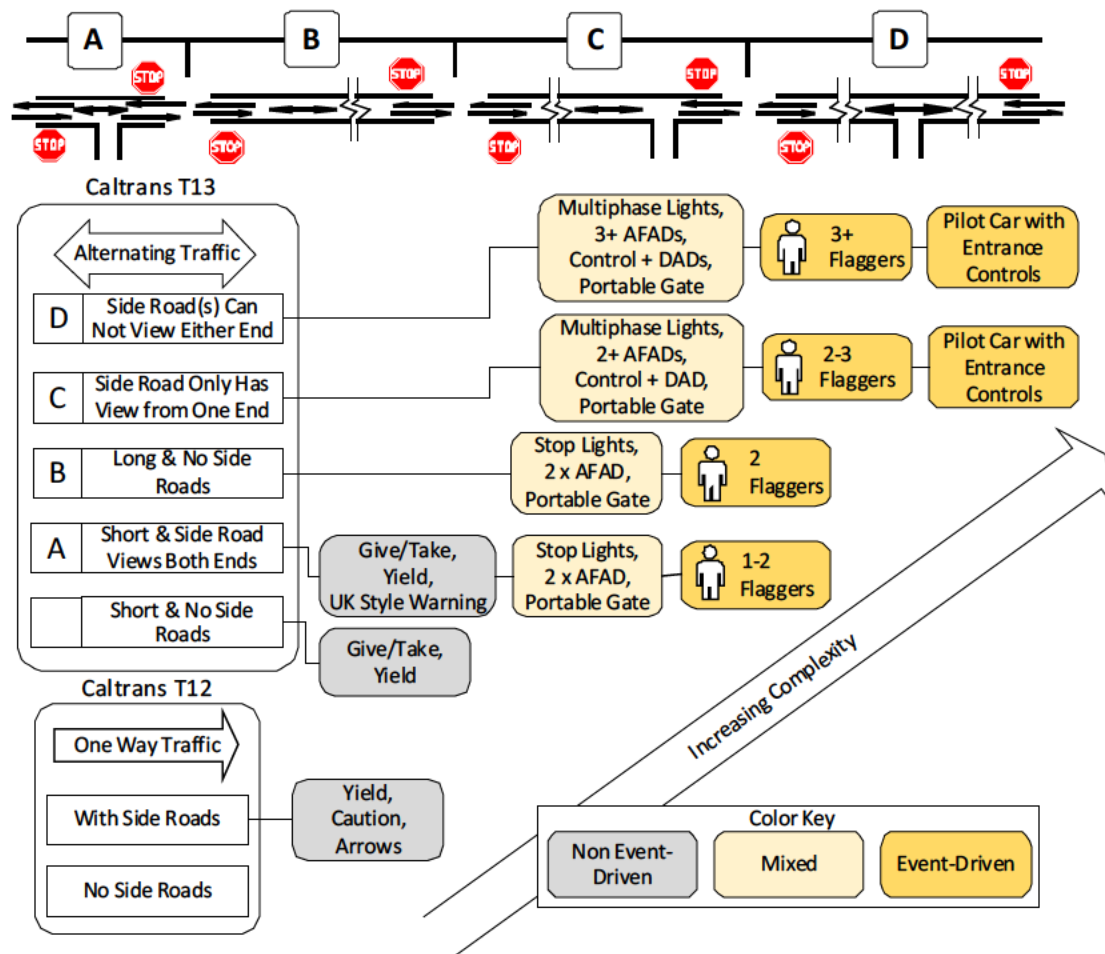 A
B
C
D
STOP
STOP
STOP
STOP
STOP
STOP
STOP
STOP
Caltrans T13
Alternating Traffic
D
Side Road(s) Can
Not View Either End
Multiphase Lights,
3+ AFADs,
Control + DADs,
Portable Gate
3+
Flaggers
Pilot Car with
Entrance
Controls
C
Side Road Only Has
View from One End
Multiphase Lights,
2+ AFADs,
Control + DAD,
Portable Gate
2-3
Flaggers
Pilot Car with
Entrance
Controls
B
Long & No Side
Roads
Stop Lights,
2 x AFAD,
Portable Gate
2
Flaggers
A
Short & Side Road
Views Both Ends
Give/Take,
Yield,
UK Style Warning
Stop Lights,
2 x AFAD,
Portable Gate
1-2
Flaggers
Short & No Side
Roads
Give/Take,
Yield
Caltrans T12
One Way Traffic
With Side Roads
Yield,
Caution,
Arrows
No Side Roads
Increasing Complexity
Color Key
Non Event-
Driven
Mixed
Event-Driven